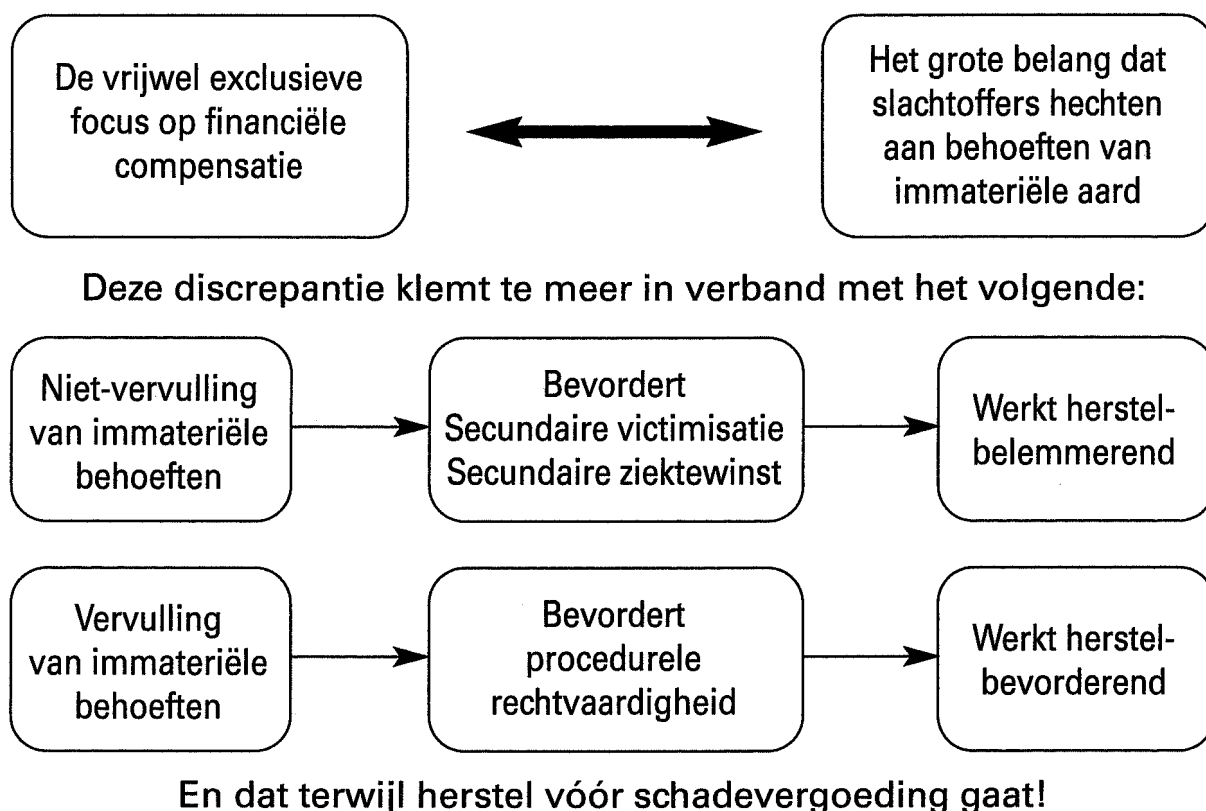 De vrijwel exclusieve
focus op financiële
compensatie
Het grote belang dat
slachtoffers hechten
aan behoeften van
immateriële aard
Deze discrepantie klemt te meer in verband met het volgende:
Niet-vervulling
van immateriële
behoeften
Bevordert
Secundaire victimisatie
Secundaire ziektewinst
Werkt herstel-
belemmerend
Vervulling
van immateriële
behoeften
Bevordert
procedurele
rechtvaardigheid
Werkt herstel-
bevorderend
En dat terwijl herstel vóór schadevergoeding gaat!